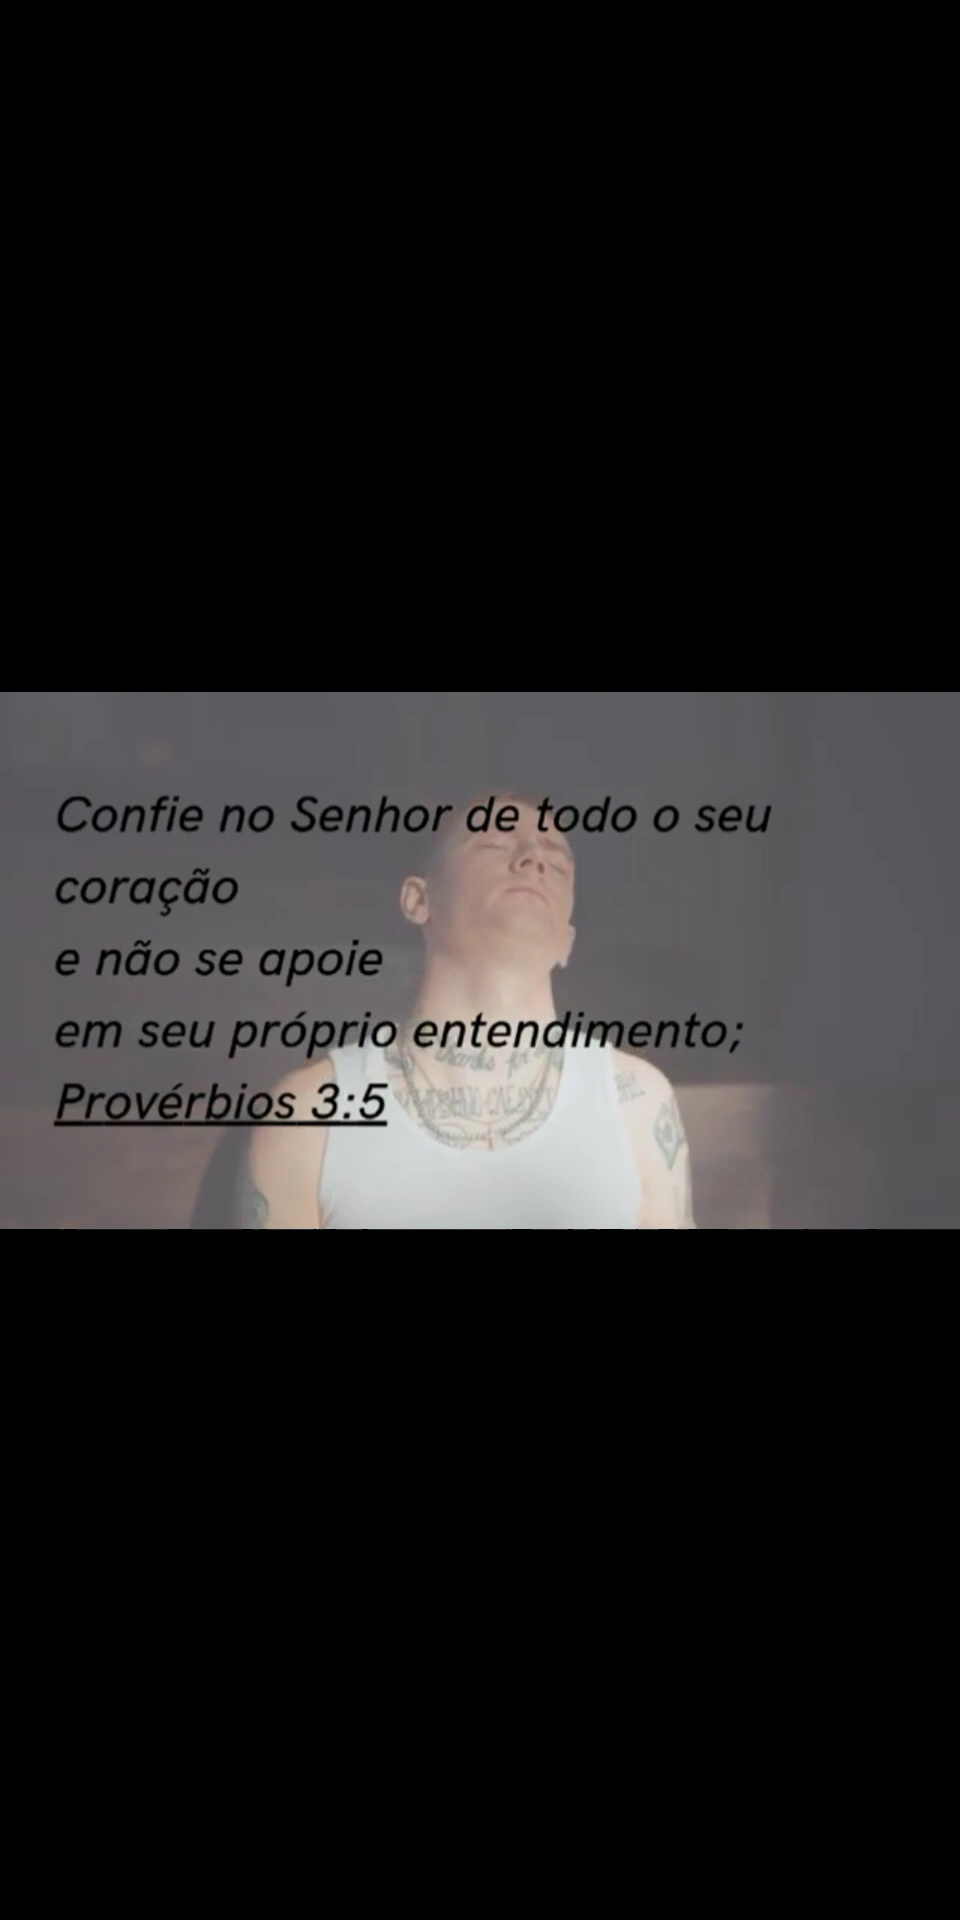 Confie no Senhor de todo o seu
coração
e não se apoie
em seu próprio entendimento;
Provérbios 3:5